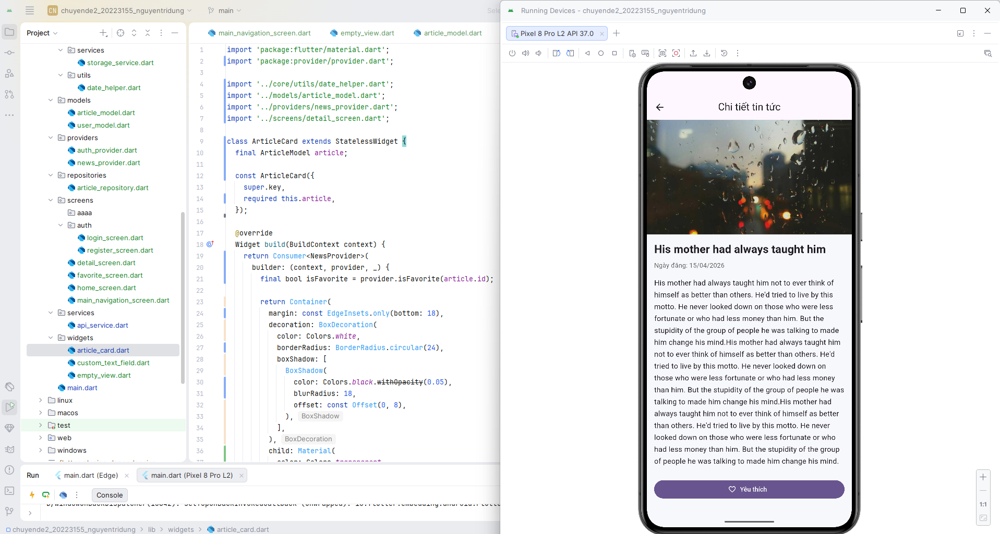 CN chuyende2_20223155_nguyentridung main
Project
services
storage_service.dart
utils
date_helper.dart
models
article_model.dart
user_model.dart
providers
auth_provider.dart
news_provider.dart
repositories
article_repository.dart
screens
aaaa
auth
login_screen.dart
register_screen.dart
detail_screen.dart
favorite_screen.dart
home_screen.dart
main_navigation_screen.dart
services
api_service.dart
widgets
article_card.dart
custom_text_field.dart
empty_view.dart
main.dart
linux
macos
test
web
windows
main_navigation_screen.dart empty_view.dart article_model.dart
1 import 'package:flutter/material.dart';
2 import 'package:provider/provider.dart';
3
4 import '../core/utils/date_helper.dart';
5 import '../models/article_model.dart';
6 import '../providers/news_provider.dart';
7 import '../screens/detail_screen.dart';
8
9 class ArticleCard extends StatelessWidget {
10 final ArticleModel article;
11
12 const ArticleCard({
13 super.key,
14 required this.article,
15 });
16
17 @override
18 Widget build(BuildContext context) {
19 return Consumer<NewsProvider>(
20 builder: (context, provider, _) {
21 final bool isFavorite = provider.isFavorite(article.id);
22
23 return Container(
24 margin: const EdgeInsets.only(bottom: 18),
25 decoration: BoxDecoration(
26 color: Colors.white,
27 borderRadius: BorderRadius.circular(24),
28 boxShadow: [
29 BoxShadow(
30 color: Colors.black.withOpacity(0.05),
31 blurRadius: 18,
32 offset: const Offset(0, 8),
33 ), BoxShadow
34 ],
35 ), BoxDecoration
36 child: Material(
Run main.dart (Edge) main.dart (Pixel 8 Pro L2)
Console
chuyende2_20223155_nguyentridung > lib > widgets > article_card.dart
Running Devices - chuyende2_20223155_nguyentridung
Pixel 8 Pro L2 API 37.0
Chi tiết tin tức
His mother had always taught him
Ngày đăng: 15/04/2026
His mother had always taught him not to ever think of
himself as better than others. He'd tried to live by this
motto. He never looked down on those who were less
fortunate or who had less money than him. But the
stupidity of the group of people he was talking to made
him change his mind.His mother had always taught him
not to ever think of himself as better than others. He'd
tried to live by this motto. He never looked down on
those who were less fortunate or who had less money
than him. But the stupidity of the group of people he was
talking to made him change his mind.His mother had
always taught him not to ever think of himself as better
than others. He'd tried to live by this motto. He never
looked down on those who were less fortunate or who
had less money than him. But the stupidity of the group
of people he was talking to made him change his mind.
Yêu thích
1:1